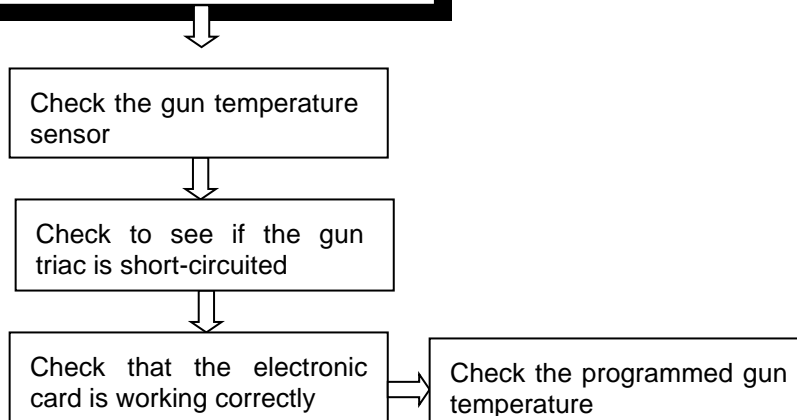 Check the gun temperature
sensor
Check to see if the gun
triac is short-circuited
Check that the electronic
card is working correctly
Check the programmed gun
temperature